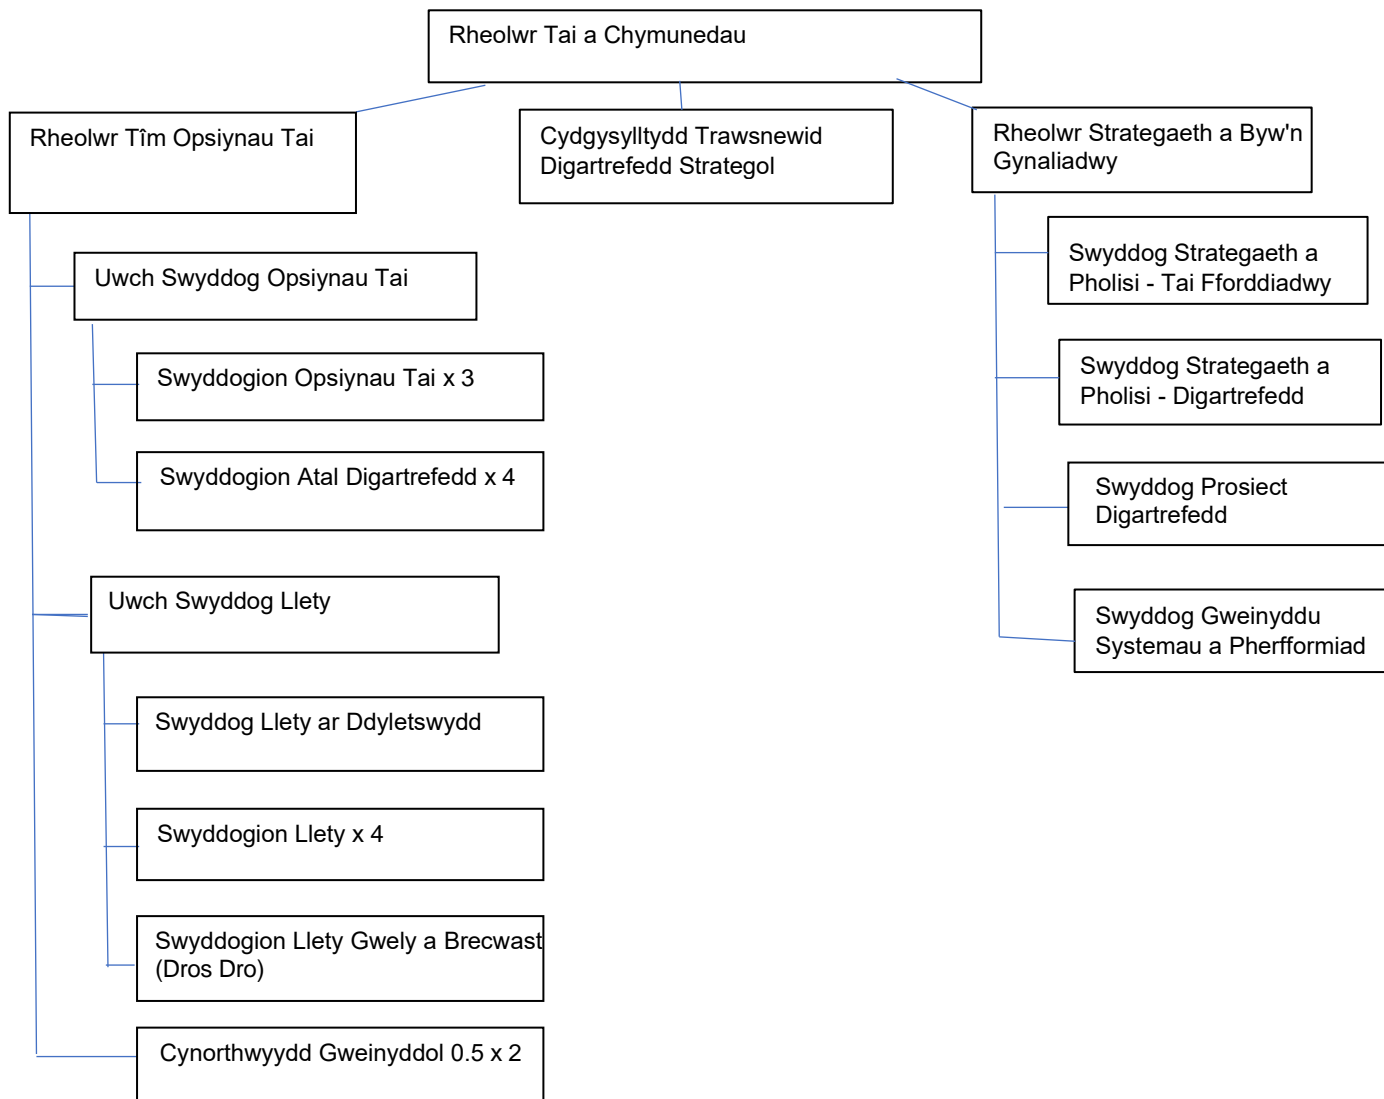 Rheolwr Tai a Chymunedau
Rheolwr Tîm Opsiynau Tai
Cydgysylltydd Trawsnewid
Digartrefedd Strategol
Rheolwr Strategaeth a Byw'n
Gynaliadwy
Uwch Swyddog Opsiynau Tai
Swyddogion Opsiynau Tai x 3
Swyddogion Atal Digartrefedd x 4
Uwch Swyddog Llety
Swyddog Llety ar Ddyletswydd
Swyddogion Llety x 4
Swyddogion Llety Gwely a Brecwast
(Dros Dro)
Cynorthwyydd Gweinyddol 0.5 x 2
Swyddog Strategaeth a
Pholisi - Tai Fforddiadwy
Swyddog Strategaeth a
Pholisi - Digartrefedd
Swyddog Prosiect
Digartrefedd
Swyddog Gweinyddu
Systemau a Pherfformiad